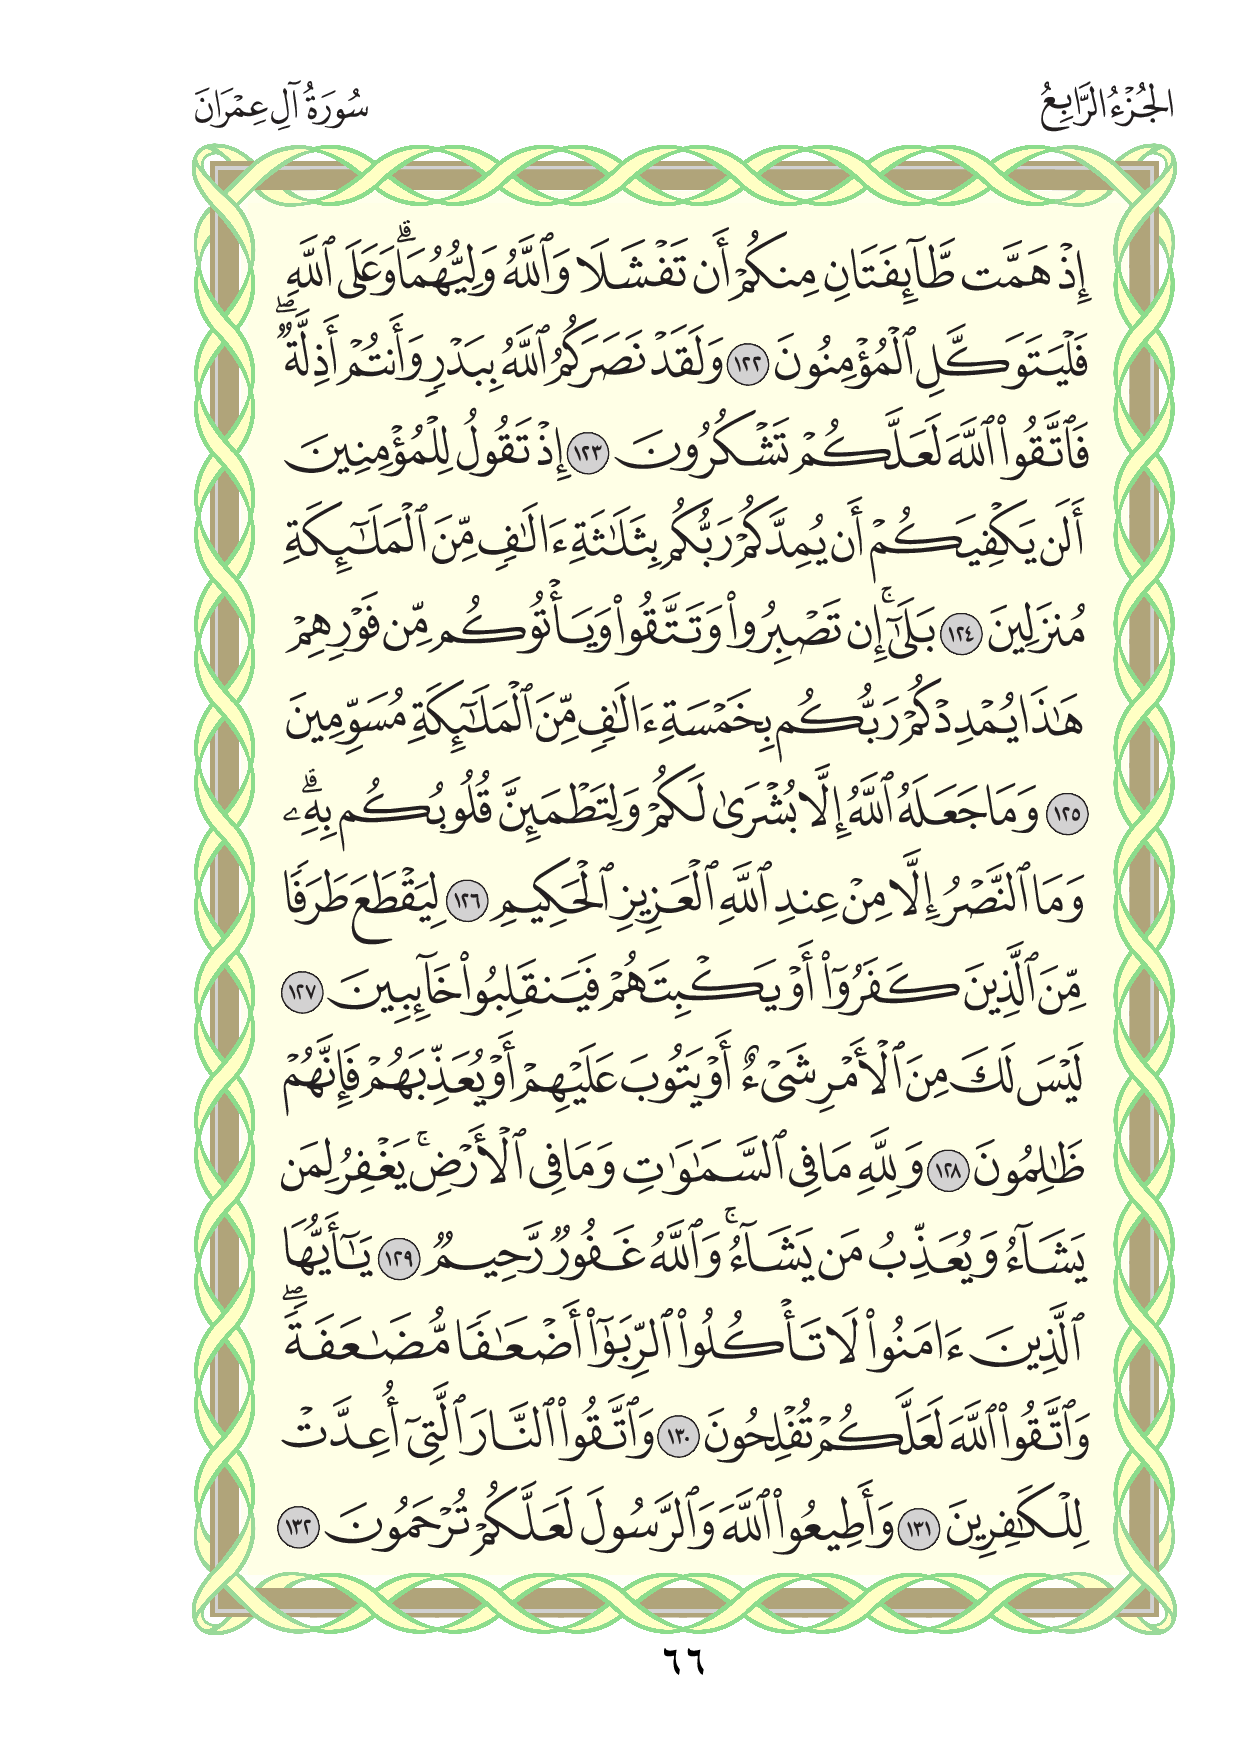 الجُزْءُ الرَّابِعُ
سُورَةُ آلِ عِمْرَانَ
إِذْ هَمَّت طَّآئِفَتَانِ مِنكُمْ أَن تَفْشَلَا وَٱللَّهُ وَلِيُّهُمَاۗ وَعَلَى ٱللَّهِ
فَلْيَتَوَكَّلِ ٱلْمُؤْمِنُونَ ١٢٢ وَلَقَدْ نَصَرَكُمُ ٱللَّهُ بِبَدْرٍ وَأَنتُمْ أَذِلَّةٌۖ
فَٱتَّقُوا۟ ٱللَّهَ لَعَلَّكُمْ تَشْكُرُونَ ١٢٣ إِذْ تَقُولُ لِلْمُؤْمِنِينَ
أَلَن يَكْفِيَكُمْ أَن يُمِدَّكُمْ رَبُّكُم بِثَلَٰثَةِ ءَالَٰفٍ مِّنَ ٱلْمَلَٰٓئِكَةِ
مُنزَلِينَ ١٢٤ بَلَىٰٓۚ إِن تَصْبِرُوا۟ وَتَتَّقُوا۟ وَيَأْتُوكُم مِّن فَوْرِهِمْ
هَٰذَا يُمْدِدْكُمْ رَبُّكُم بِخَمْسَةِ ءَالَٰفٍ مِّنَ ٱلْمَلَٰٓئِكَةِ مُسَوِّمِينَ
١٢٥ وَمَا جَعَلَهُ ٱللَّهُ إِلَّا بُشْرَىٰ لَكُمْ وَلِتَطْمَئِنَّ قُلُوبُكُم بِهِۦۗ
وَمَا ٱلنَّصْرُ إِلَّا مِنْ عِندِ ٱللَّهِ ٱلْعَزِيزِ ٱلْحَكِيمِ ١٢٦ لِيَقْطَعَ طَرَفًا
مِّنَ ٱلَّذِينَ كَفَرُوٓا۟ أَوْ يَكْبِتَهُمْ فَيَنقَلِبُوا۟ خَآئِبِينَ ١٢٧
لَيْسَ لَكَ مِنَ ٱلْأَمْرِ شَىْءٌ أَوْ يَتُوبَ عَلَيْهِمْ أَوْ يُعَذِّبَهُمْ فَإِنَّهُمْ
ظَٰلِمُونَ ١٢٨ وَلِلَّهِ مَا فِى ٱلسَّمَٰوَٰتِ وَمَا فِى ٱلْأَرْضِۚ يَغْفِرُ لِمَن
يَشَآءُ وَيُعَذِّبُ مَن يَشَآءُۚ وَٱللَّهُ غَفُورٌ رَّحِيمٌ ١٢٩ يَٰٓأَيُّهَا
ٱلَّذِينَ ءَامَنُوا۟ لَا تَأْكُلُوا۟ ٱلرِّبَوٰٓا۟ أَضْعَٰفًا مُّضَٰعَفَةًۖ
وَٱتَّقُوا۟ ٱللَّهَ لَعَلَّكُمْ تُفْلِحُونَ ١٣٠ وَٱتَّقُوا۟ ٱلنَّارَ ٱلَّتِىٓ أُعِدَّتْ
لِلْكَٰفِرِينَ ١٣١ وَأَطِيعُوا۟ ٱللَّهَ وَٱلرَّسُولَ لَعَلَّكُمْ تُرْحَمُونَ ١٣٢
٦٦